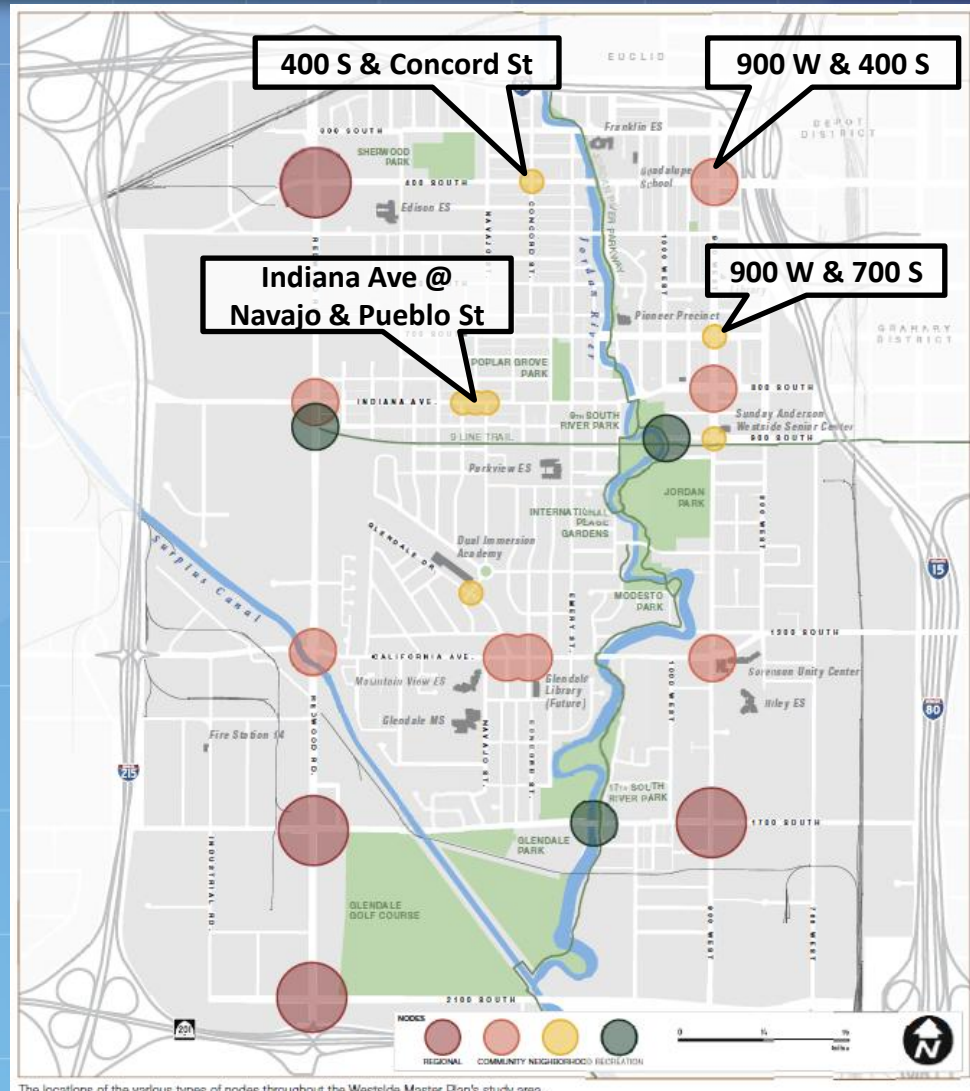 400 S & Concord St
900 W & 400 S
EUCLID
DEPOT
DISTRICT
Franklin ES
SHERWOOD
PARK
400 SOUTH
Guadalupe
School
Edison ES
CONCORD ST.
JORDAN RIVER PARKWAY
1000 WEST
Jordan River
Indiana Ave @
Navajo & Pueblo St
900 W & 700 S
Pioneer Precinct
GRANARY
DISTRICT
POPLAR GROVE
PARK
INDIANA AVE.
800 SOUTH
9TH SOUTH
RIVER PARK
Sunday Anderson
Westside Senior Center
9 LINE TRAIL
900 SOUTH
Parkview ES
JORDAN
PARK
INTERNATIONAL
PEACE
GARDENS
GLENDALE DR.
Dual Immersion
Academy
800 WEST
15
Surplus Canal
MODESTO
PARK
EMERY ST.
CALIFORNIA AVE.
Mountain View ES
Glendale
Library
(Future)
Sorenson Unity Center
1000 WEST
Riley ES
Glendale MS
NAVAJO ST.
CONCORD ST.
80
REDWOOD RD.
Fire Station 14
215
17TH SOUTH
RIVER PARK
1700 SOUTH
GLENDALE
PARK
INDUSTRIAL RD.
GLENDALE
GOLF COURSE
900 WEST
700 WEST
2100 SOUTH
201
NODES
REGIONAL
COMMUNITY
NEIGHBORHOOD
RECREATION
0
N
The locations of the various types of nodes throughout the Westside Master Plan's study area.